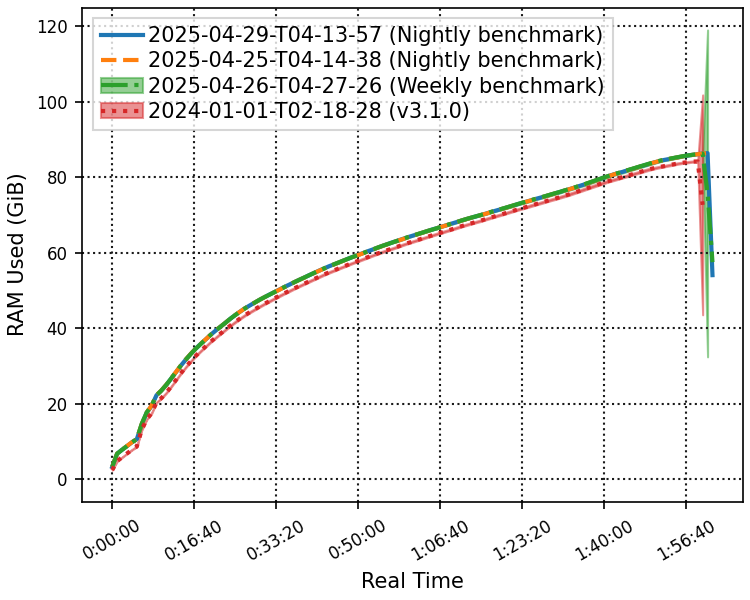 2025-04-29-T04-13-57 (Nightly benchmark)
2025-04-25-T04-14-38 (Nightly benchmark)
2025-04-26-T04-27-26 (Weekly benchmark)
2024-01-01-T02-18-28 (v3.1.0)
120
100
80
60
40
20
0
RAM Used (GiB)
0:00:00
0:16:40
0:33:20
0:50:00
1:06:40
1:23:20
1:40:00
1:56:40
Real Time